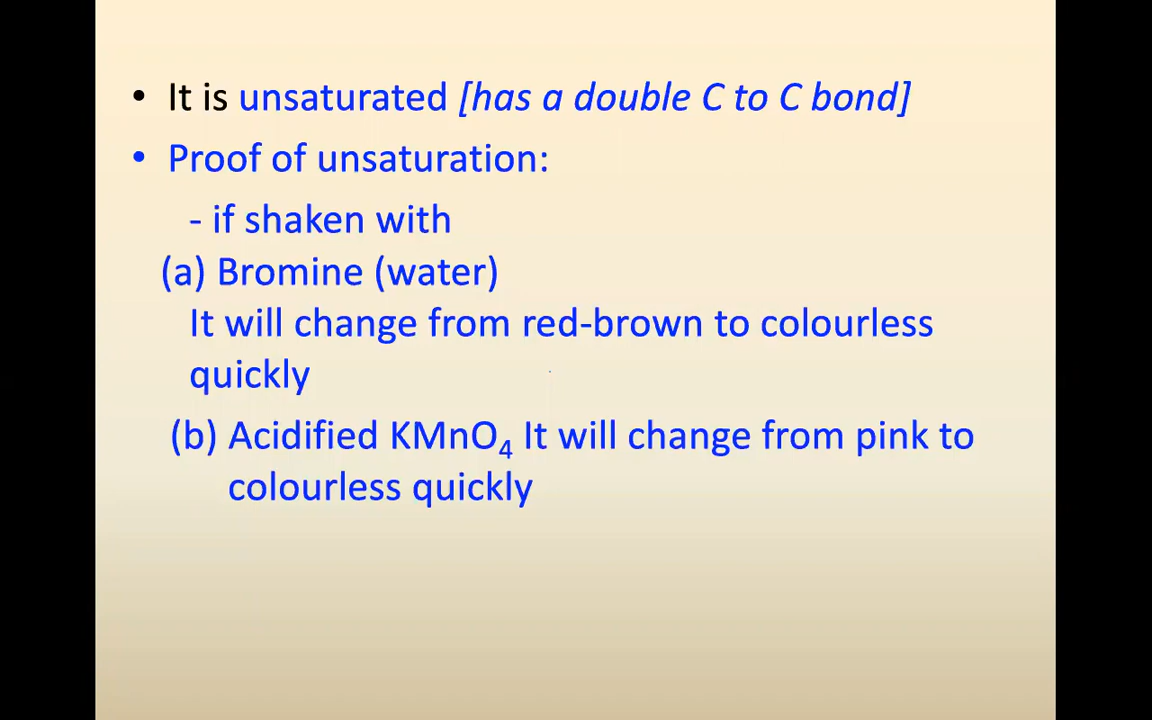 • It is unsaturated [has a double C to C bond]
• Proof of unsaturation:
- if shaken with
(a) Bromine (water)
It will change from red-brown to colourless
quickly
(b) Acidified KMnO₄ It will change from pink to
colourless quickly